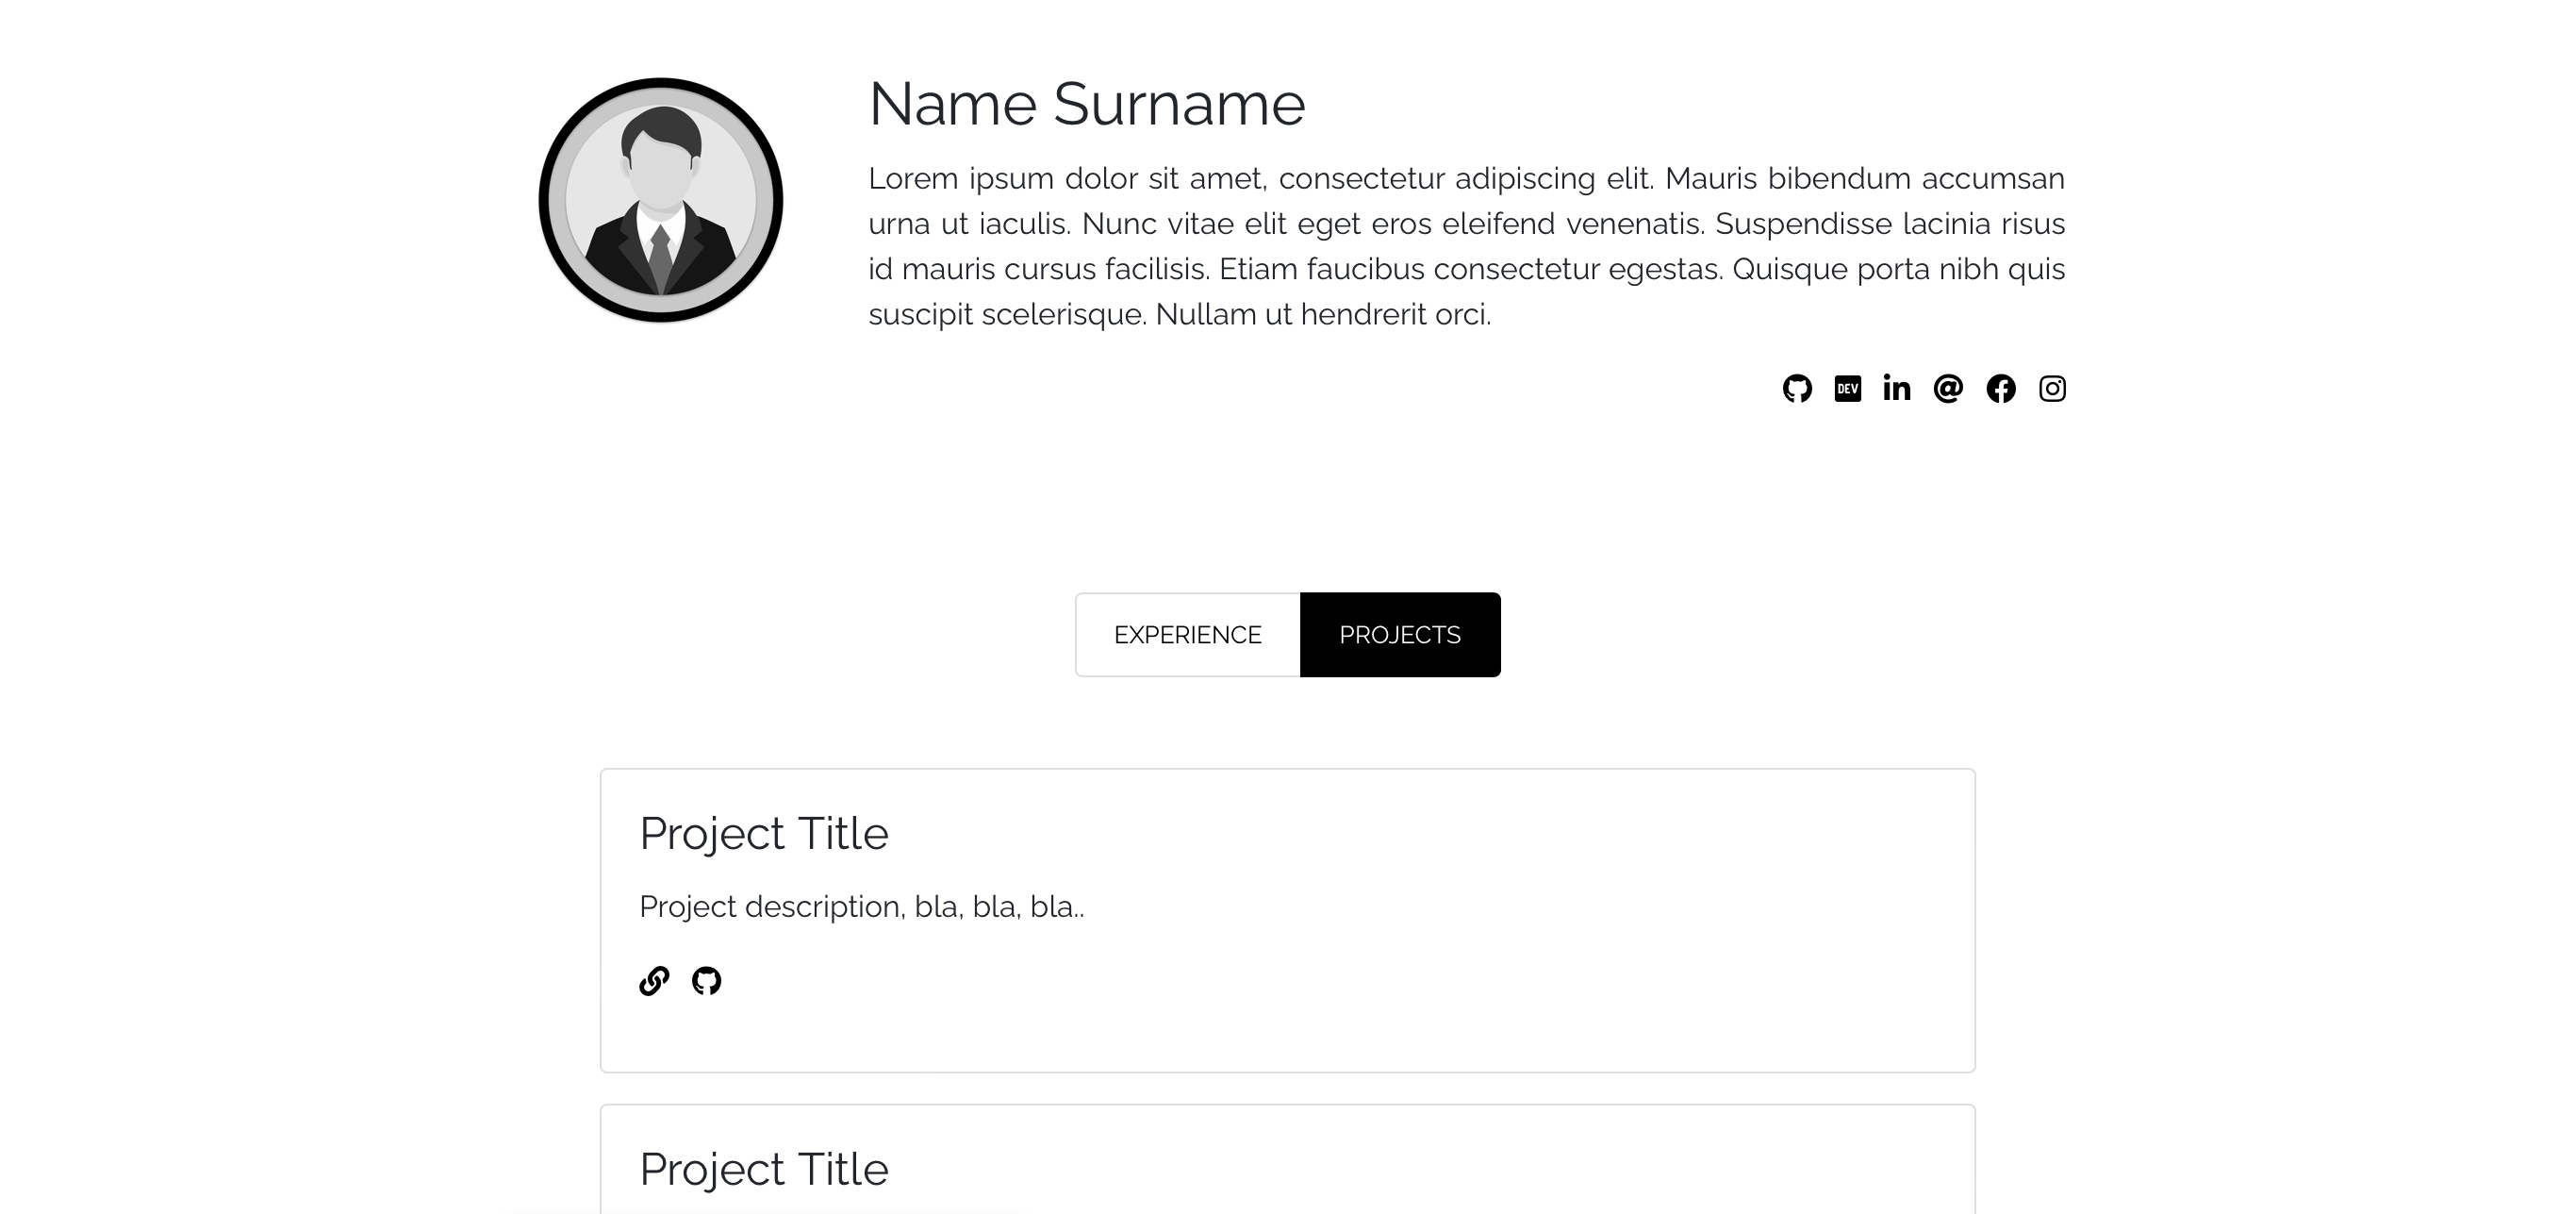 Name Surname
Lorem ipsum dolor sit amet, consectetur adipiscing elit. Mauris bibendum accumsan
urna ut iaculis. Nunc vitae elit eget eros eleifend venenatis. Suspendisse lacinia risus
id mauris cursus facilisis. Etiam faucibus consectetur egestas. Quisque porta nibh quis
suscipit scelerisque. Nullam ut hendrerit orci.
DEV in @
EXPERIENCE PROJECTS
Project Title
Project description, bla, bla, bla..
Project Title